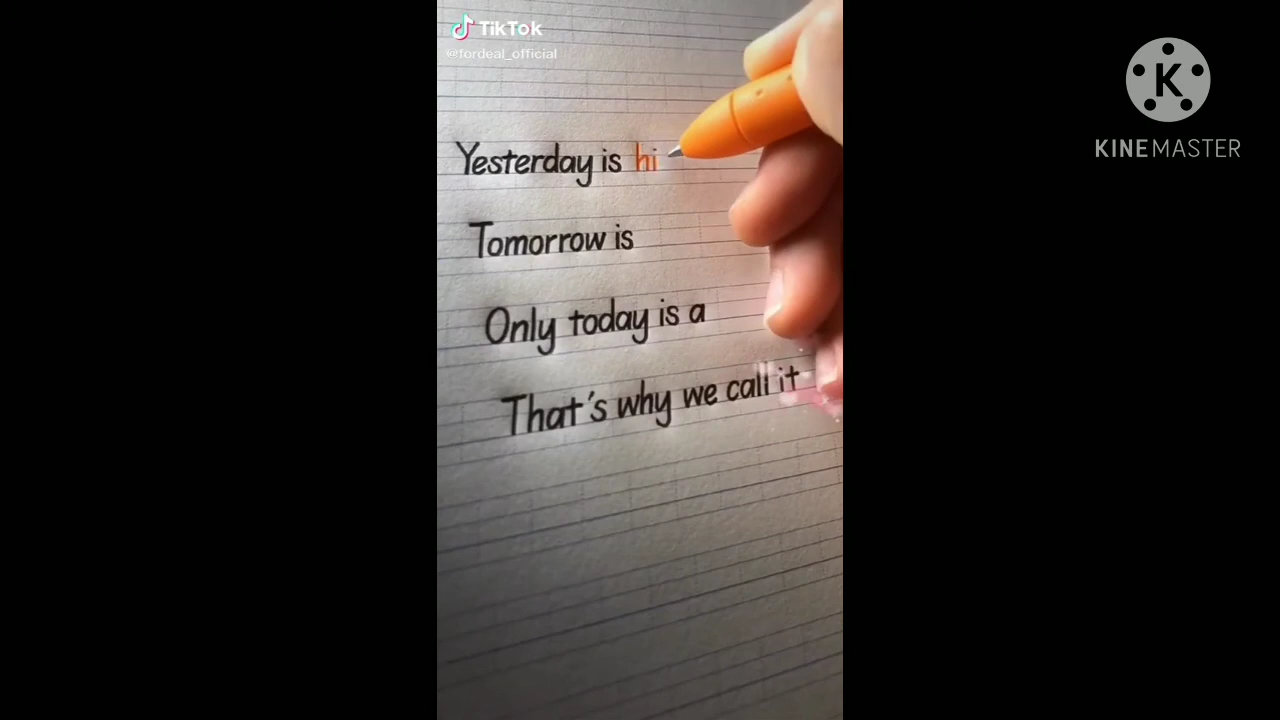 TikTok
@fordeal_official
K
KINEMASTER
Yesterday is hi
Tomorrow is
Only today is a
That's why we call it